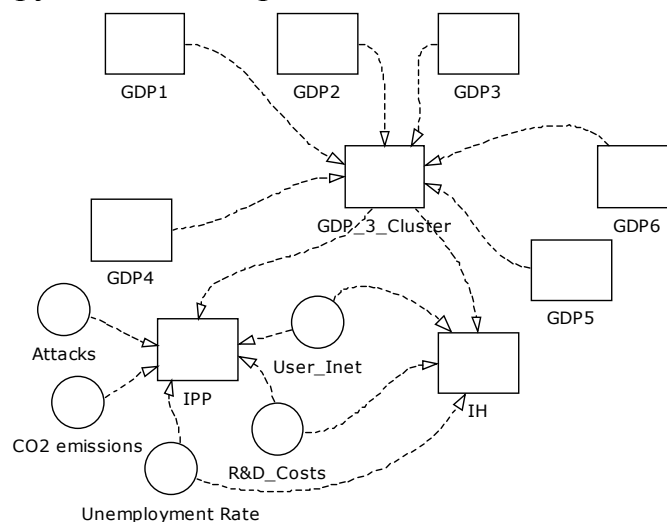 GDP1
GDP2
GDP3
GDP_3_Cluster
GDP6
GDP4
GDP5
Attacks
User_Inet
IPP
IH
CO2 emissions
R&D_Costs
Unemployment Rate